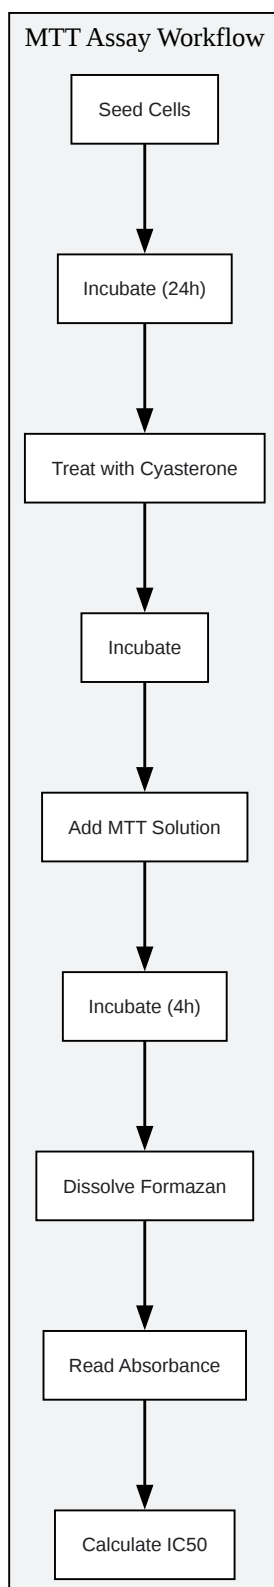 MTT Assay Workflow
Seed Cells
Incubate (24h)
Treat with Cyasterone
Incubate
Add MTT Solution
Incubate (4h)
Dissolve Formazan
Read Absorbance
Calculate IC50